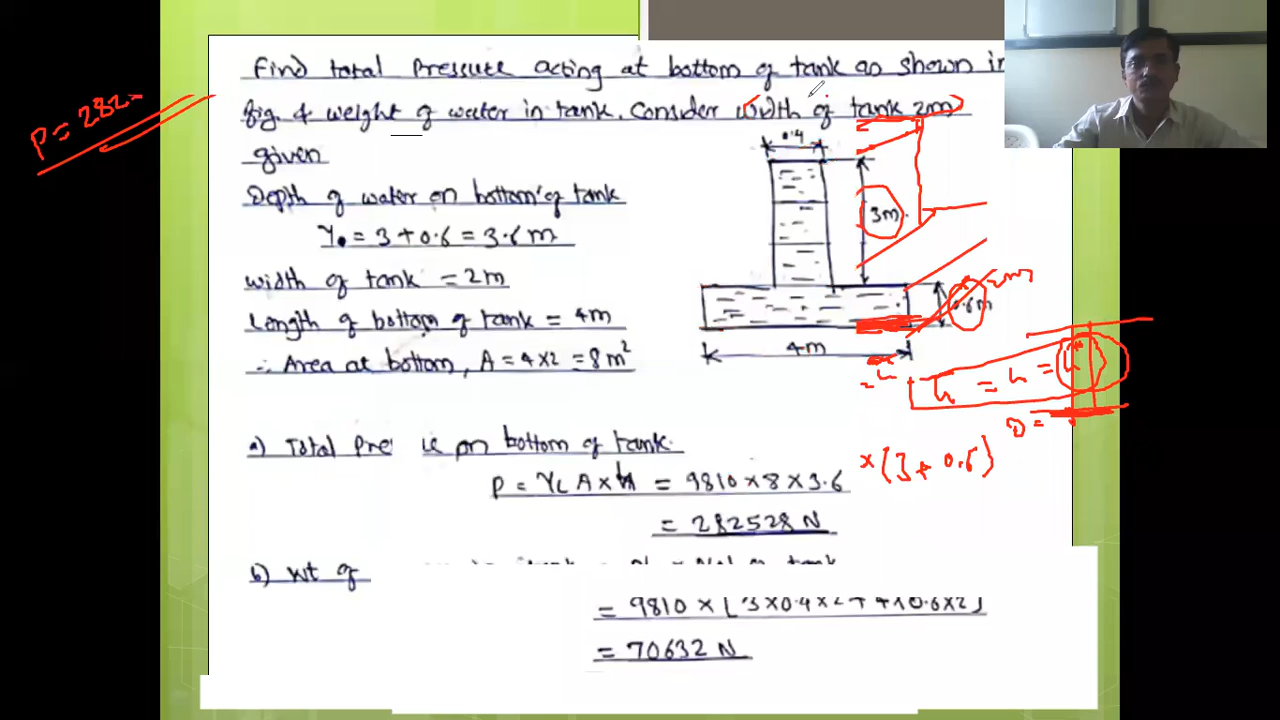 Find total Pressure acting at bottom of tank as shown in
fig. & weight of water in tank. Consider width of tank 2m
P = 282
given
0.4
Depth of water on bottom of tank
3m
Y = 3 + 0.6 = 3.6 m
width of tank = 2m
2m
0.6m
Length of bottom of tank = 4m
4m
∴ Area at bottom, A = 4 x 2 = 8 m²
= h
h = h = h
D =
a) Total Pre on bottom of tank.
P = γL A x h = 9810 x 8 x 3.6
x (3 + 0.6)
= 282528 N
b) Wt of
tank
= 9810 x [ 3 x 0.4 x 2 + 4 x 0.6 x 2 ]
= 70632 N